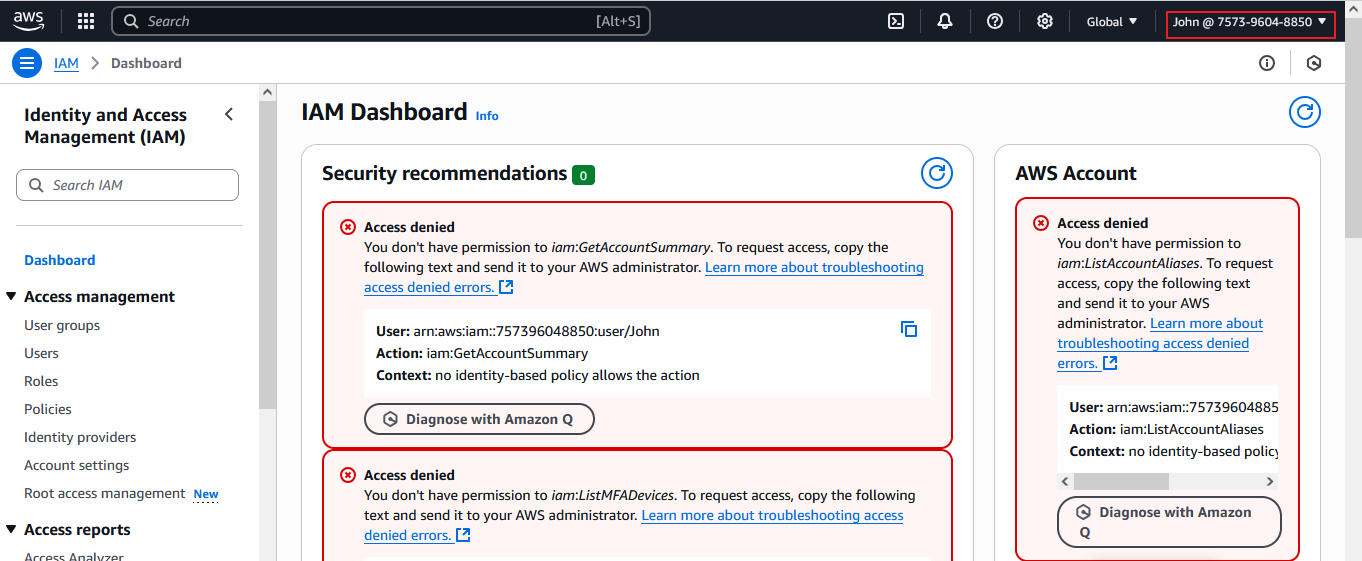 aws
Search
[Alt+S]
Global
John @ 7573-9604-8850
IAM
Dashboard
Identity and Access
Management (IAM)
Search IAM
Dashboard
Access management
User groups
Users
Roles
Policies
Identity providers
Account settings
Root access management New
Access reports
Access Analyzer
IAM Dashboard Info
Security recommendations 0
Access denied
You don't have permission to iam:GetAccountSummary. To request access, copy the
following text and send it to your AWS administrator. Learn more about troubleshooting
access denied errors.
User: arn:aws:iam::757396048850:user/John
Action: iam:GetAccountSummary
Context: no identity-based policy allows the action
Diagnose with Amazon Q
Access denied
You don't have permission to iam:ListMFADevices. To request access, copy the following
text and send it to your AWS administrator. Learn more about troubleshooting access
denied errors.
AWS Account
Access denied
You don't have permission to
iam:ListAccountAliases. To request
access, copy the following text
and send it to your AWS
administrator. Learn more about
troubleshooting access denied
errors.
User: arn:aws:iam::75739604885
Action: iam:ListAccountAliases
Context: no identity-based policy
Diagnose with Amazon
Q